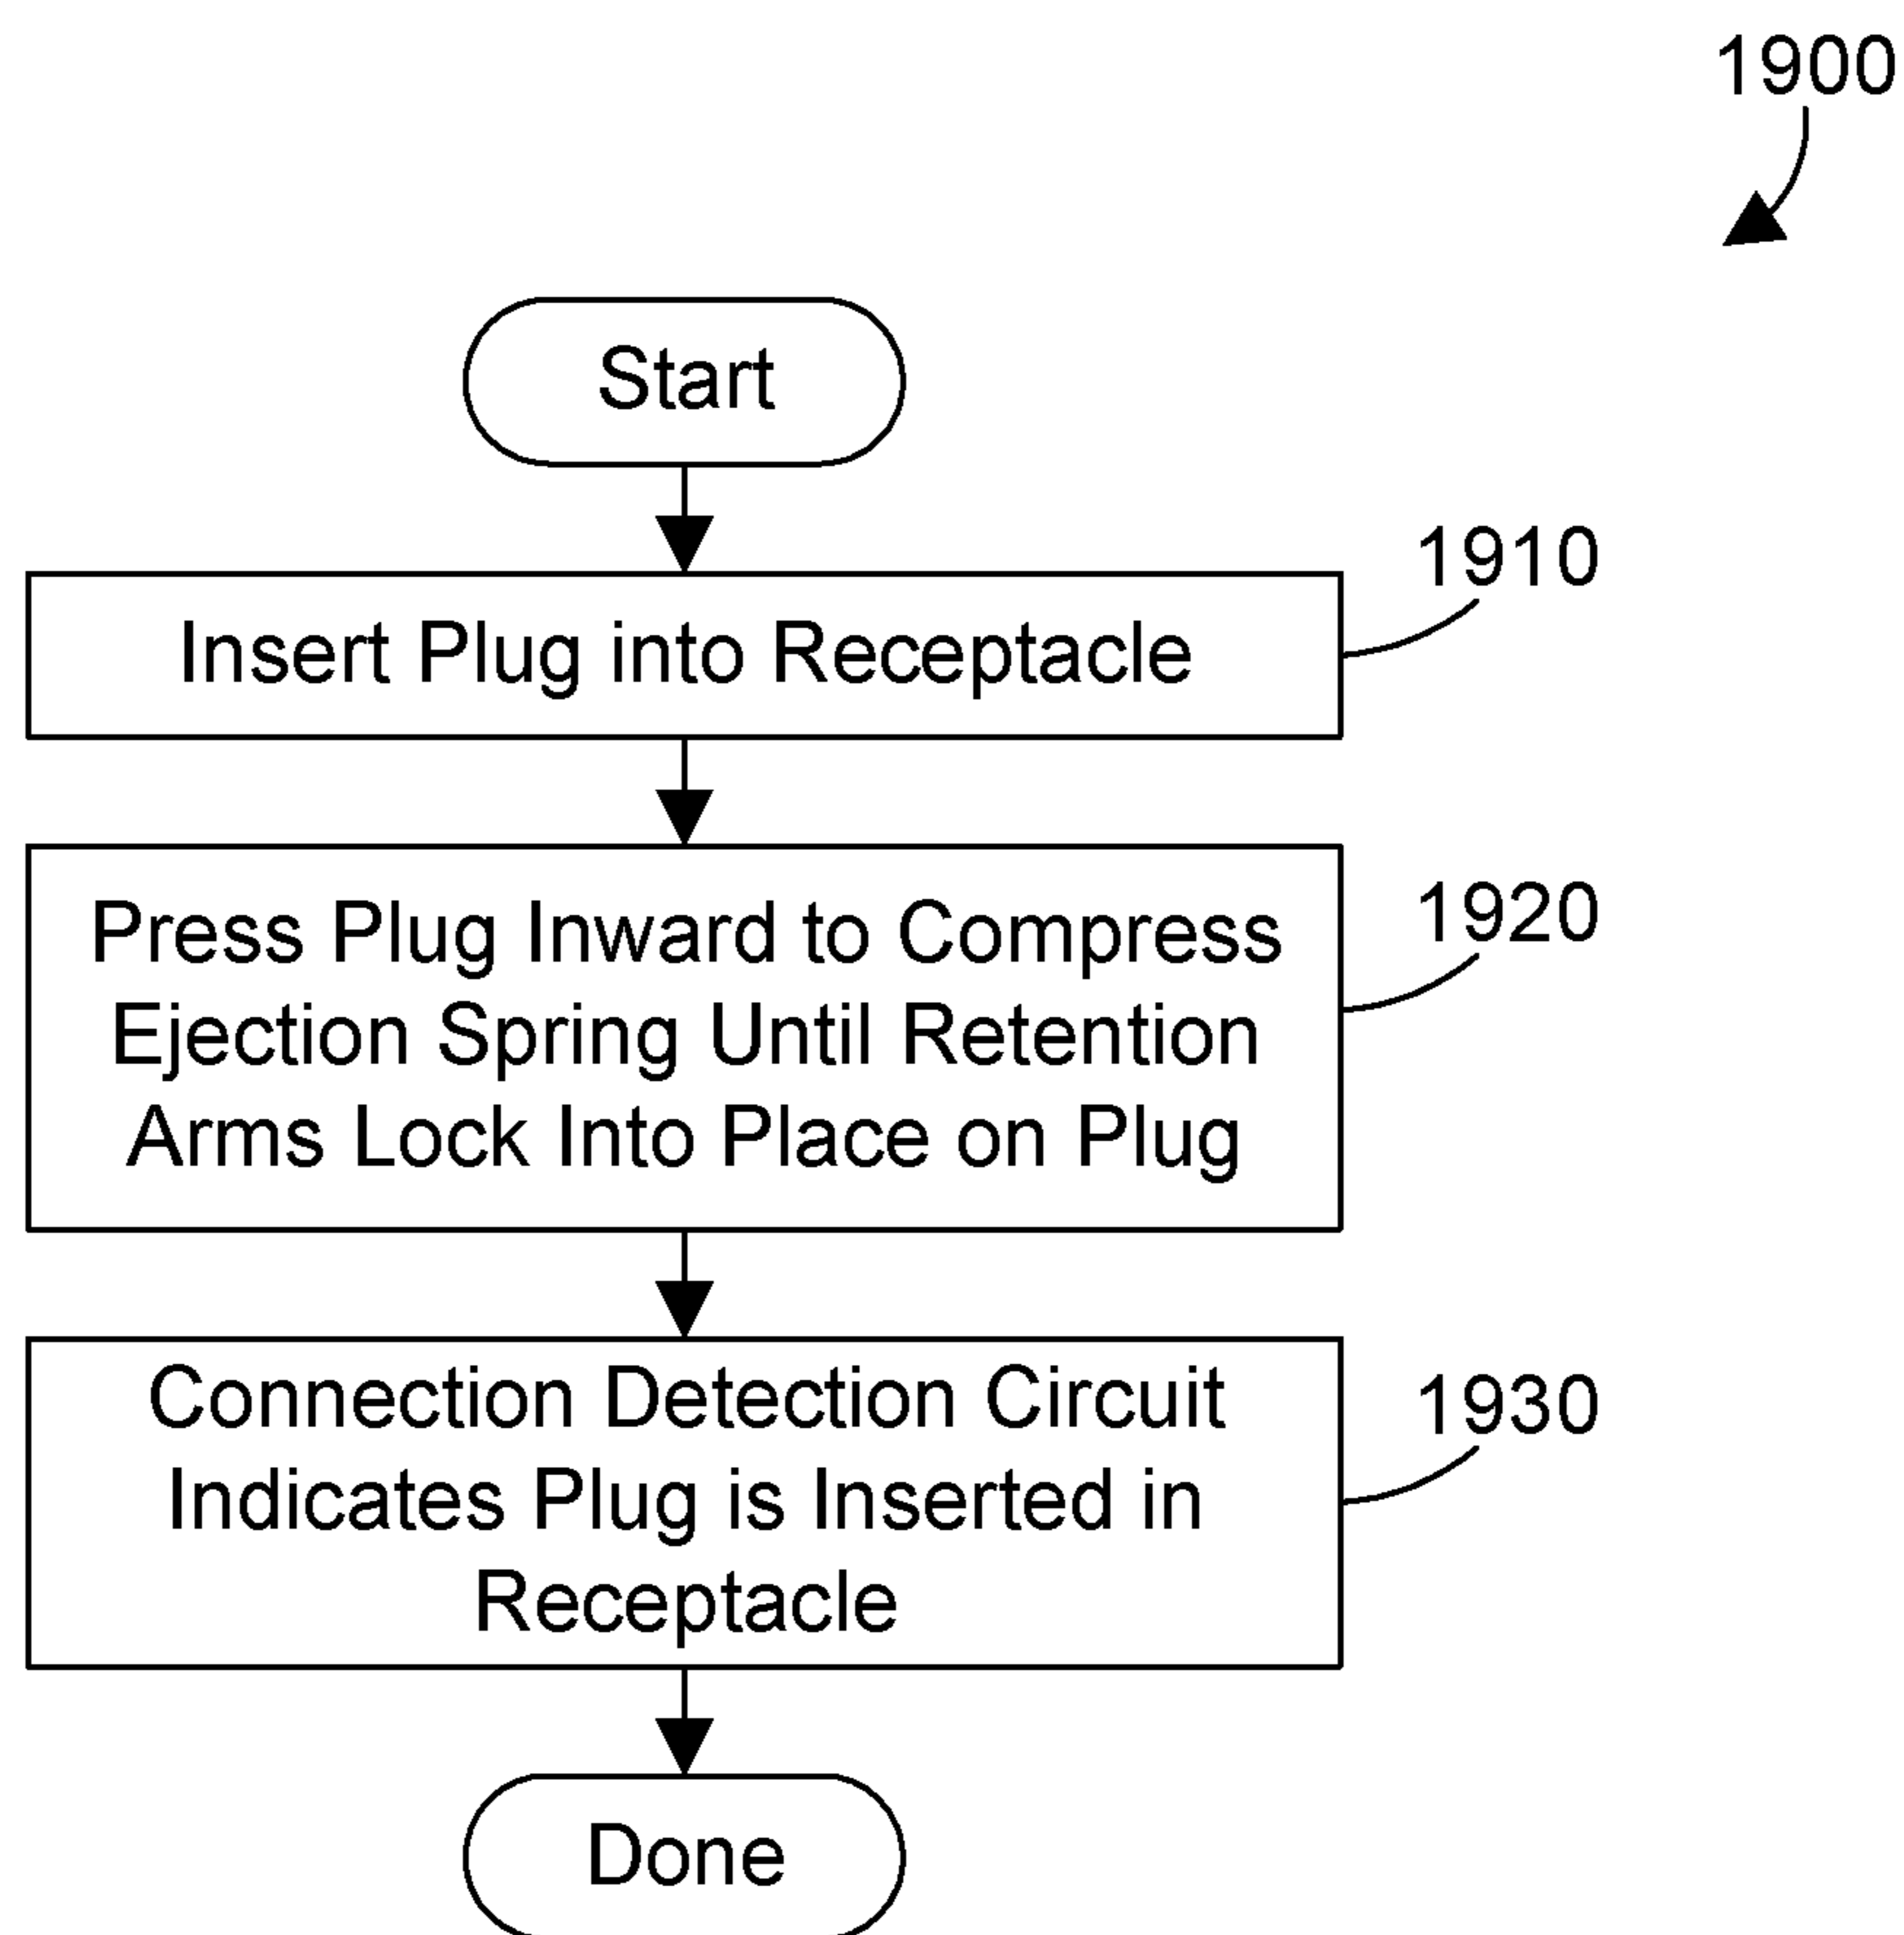 1900
Start
1910
Insert Plug into Receptacle
1920
Press Plug Inward to Compress
Ejection Spring Until Retention
Arms Lock Into Place on Plug
1930
Connection Detection Circuit
Indicates Plug is Inserted in
Receptacle
Done